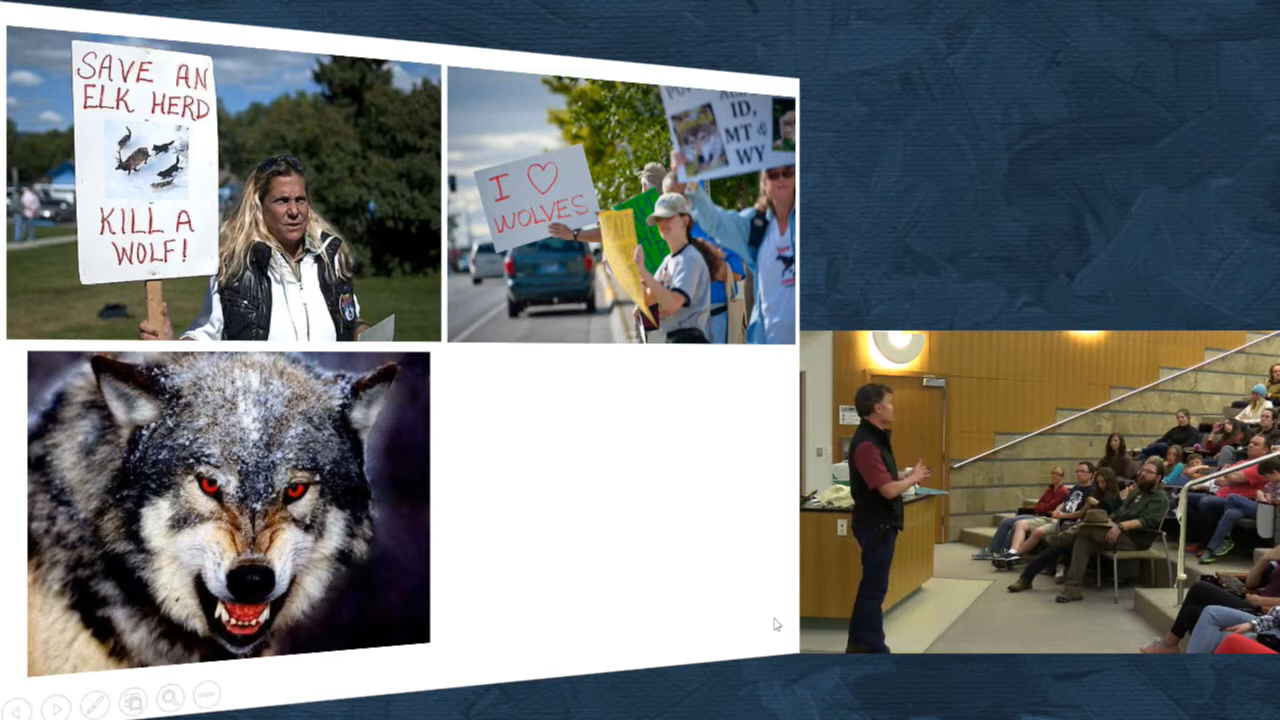 SAVE AN
ELK HERD
KILL A
WOLF!
I ♡
WOLVES
ID,
MT &
WY